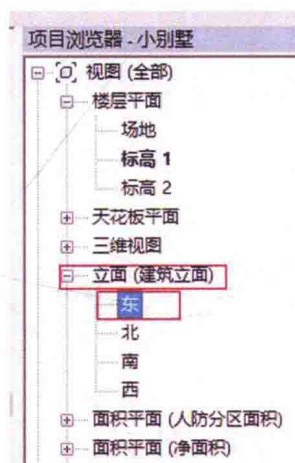 项目浏览器 - 小别墅
视图 (全部)
楼层平面
场地
标高 1
标高 2
天花板平面
三维视图
立面 (建筑立面)
东
北
南
西
面积平面 (人防分区面积)
面积平面 (净面积)